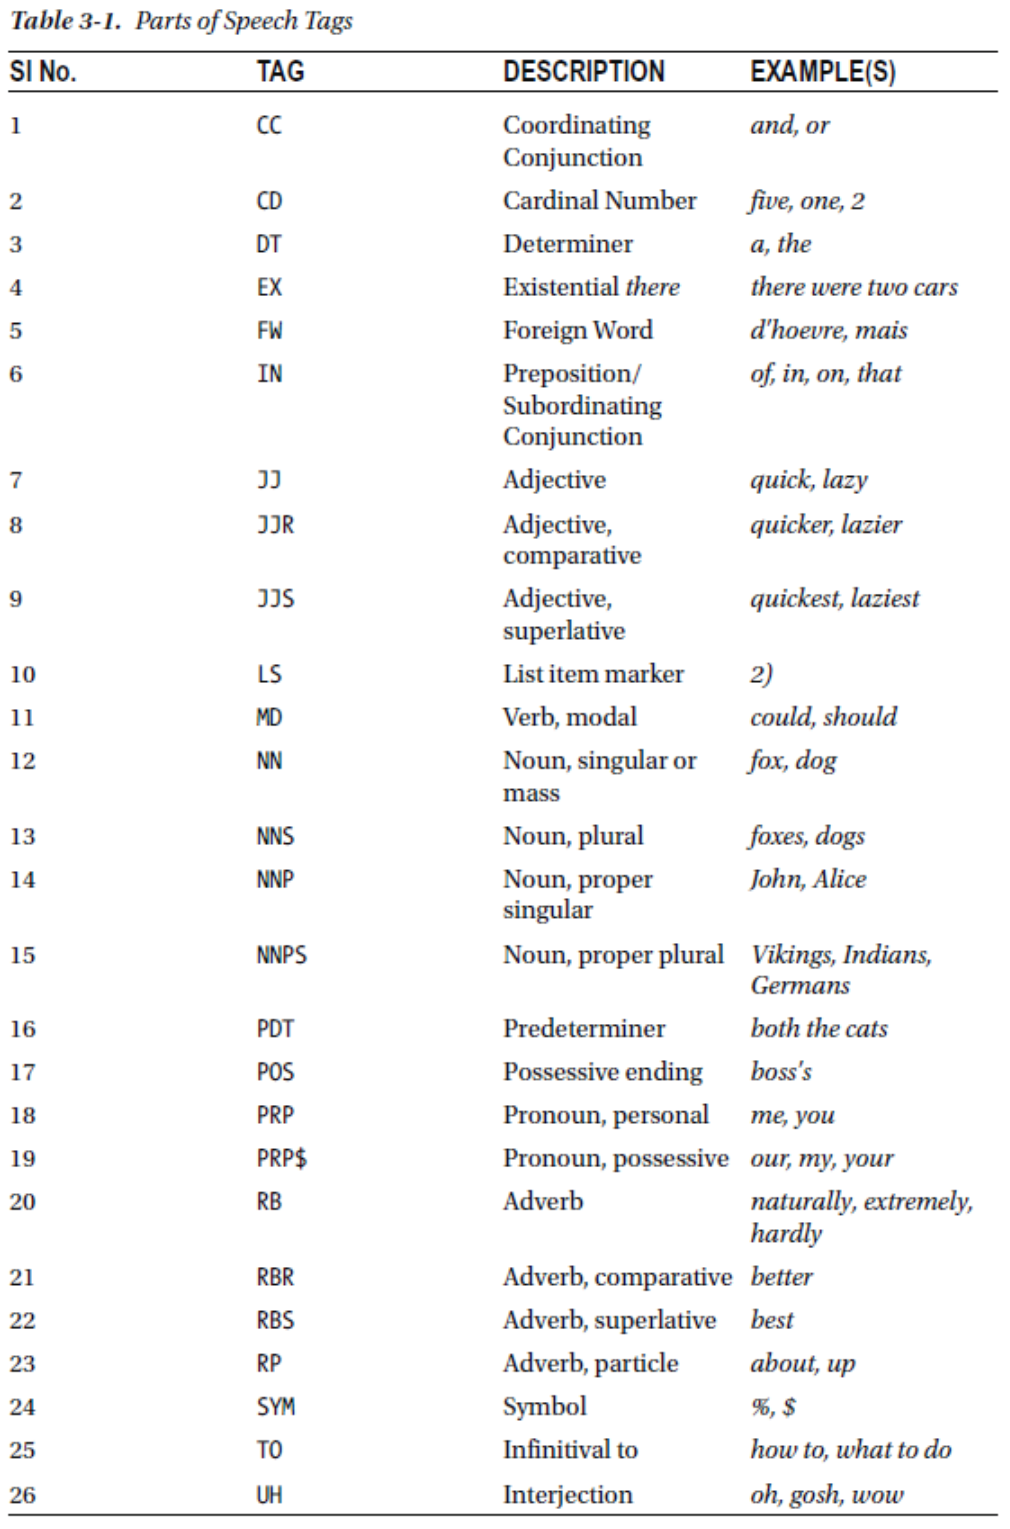 Table 3-1. Parts of Speech Tags
SI No. TAG DESCRIPTION EXAMPLE(S)
1 CC Coordinating and, or
Conjunction
2 CD Cardinal Number five, one, 2
3 DT Determiner a, the
4 EX Existential there there were two cars
5 FW Foreign Word d'hoevre, mais
6 IN Preposition/ of, in, on, that
Subordinating
Conjunction
7 JJ Adjective quick, lazy
8 JJR Adjective, quicker, lazier
comparative
9 JJS Adjective, quickest, laziest
superlative
10 LS List item marker 2)
11 MD Verb, modal could, should
12 NN Noun, singular or fox, dog
mass
13 NNS Noun, plural foxes, dogs
14 NNP Noun, proper John, Alice
singular
15 NNPS Noun, proper plural Vikings, Indians,
Germans
16 PDT Predeterminer both the cats
17 POS Possessive ending boss's
18 PRP Pronoun, personal me, you
19 PRP$ Pronoun, possessive our, my, your
20 RB Adverb naturally, extremely,
hardly
21 RBR Adverb, comparative better
22 RBS Adverb, superlative best
23 RP Adverb, particle about, up
24 SYM Symbol %, $
25 TO Infinitival to how to, what to do
26 UH Interjection oh, gosh, wow